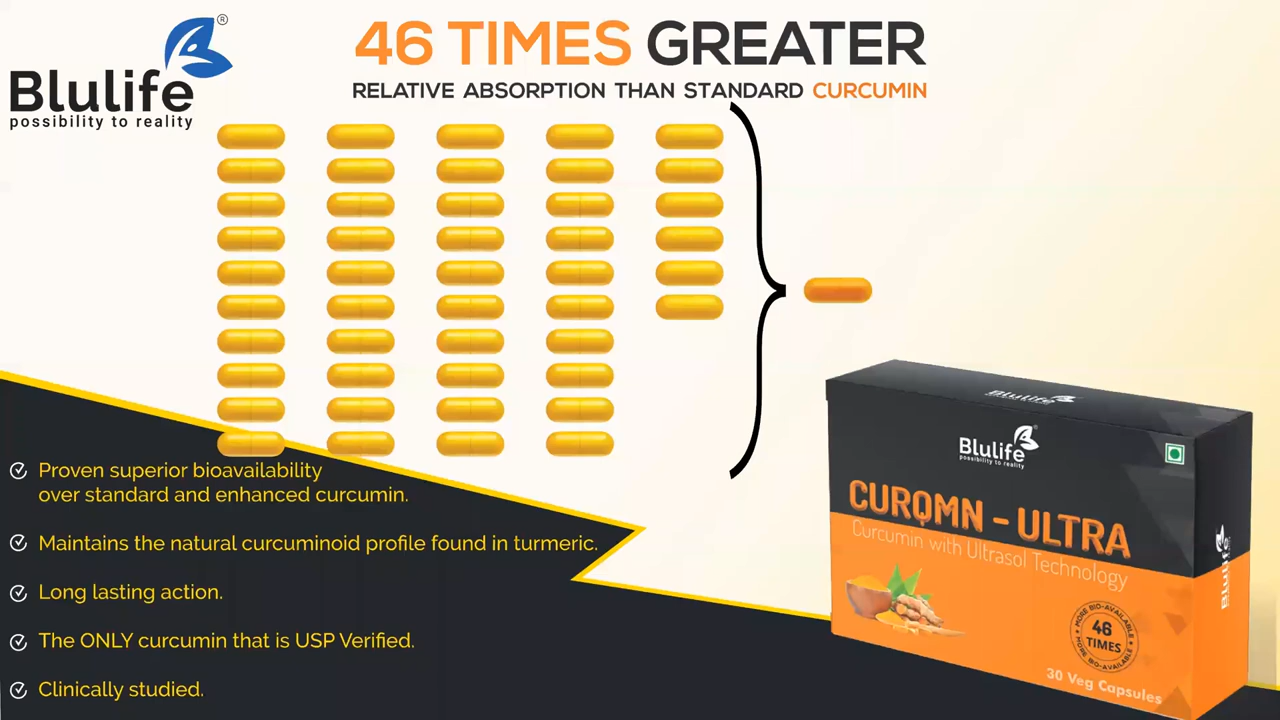 Blulife®
possibility to reality
46 TIMES GREATER
RELATIVE ABSORPTION THAN STANDARD CURCUMIN
Proven superior bioavailability
over standard and enhanced curcumin.
Maintains the natural curcuminoid profile found in turmeric.
Long lasting action.
The ONLY curcumin that is USP Verified.
Clinically studied.
Blulife
Blulife
possibility to reality
CURQMN - ULTRA
Curcumin with Ultrasol Technology
MORE BIO-AVAILABLE
46
TIMES
MORE BIO-AVAILABLE
30 Veg Capsules
Blulife